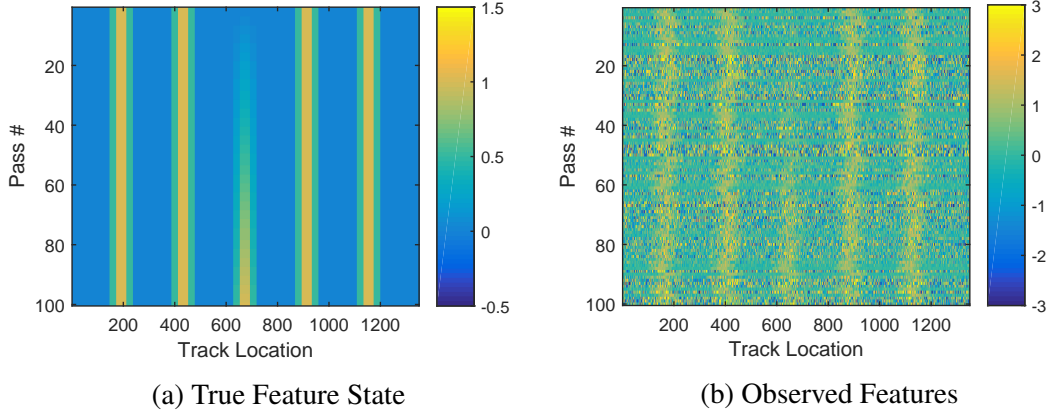 1.5
1
0.5
0
-0.5
20
40
60
80
100
Pass #
200 400 600 800 1000 1200
Track Location
(a) True Feature State
3
2
1
0
-1
-2
-3
20
40
60
80
100
Pass #
200 400 600 800 1000 1200
Track Location
(b) Observed Features